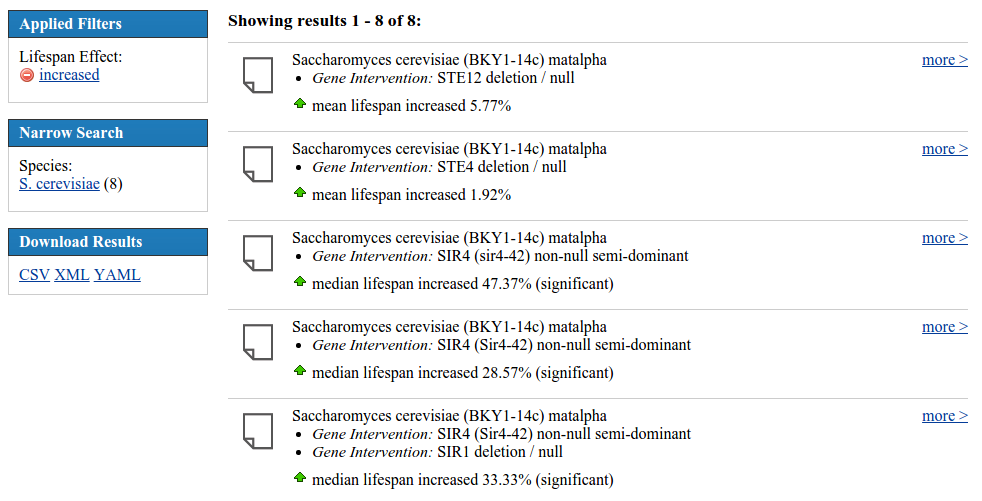 Applied Filters
Lifespan Effect:
increased
Narrow Search
Species:
S. cerevisiae (8)
Download Results
CSV XML YAML
Showing results 1 - 8 of 8:
Saccharomyces cerevisiae (BKY1-14c) matalpha more >
• Gene Intervention: STE12 deletion / null
mean lifespan increased 5.77%
Saccharomyces cerevisiae (BKY1-14c) matalpha more >
• Gene Intervention: STE4 deletion / null
mean lifespan increased 1.92%
Saccharomyces cerevisiae (BKY1-14c) matalpha more >
• Gene Intervention: SIR4 (sir4-42) non-null semi-dominant
median lifespan increased 47.37% (significant)
Saccharomyces cerevisiae (BKY1-14c) matalpha more >
• Gene Intervention: SIR4 (Sir4-42) non-null semi-dominant
median lifespan increased 28.57% (significant)
Saccharomyces cerevisiae (BKY1-14c) matalpha more >
• Gene Intervention: SIR4 (Sir4-42) non-null semi-dominant
• Gene Intervention: SIR1 deletion / null
median lifespan increased 33.33% (significant)